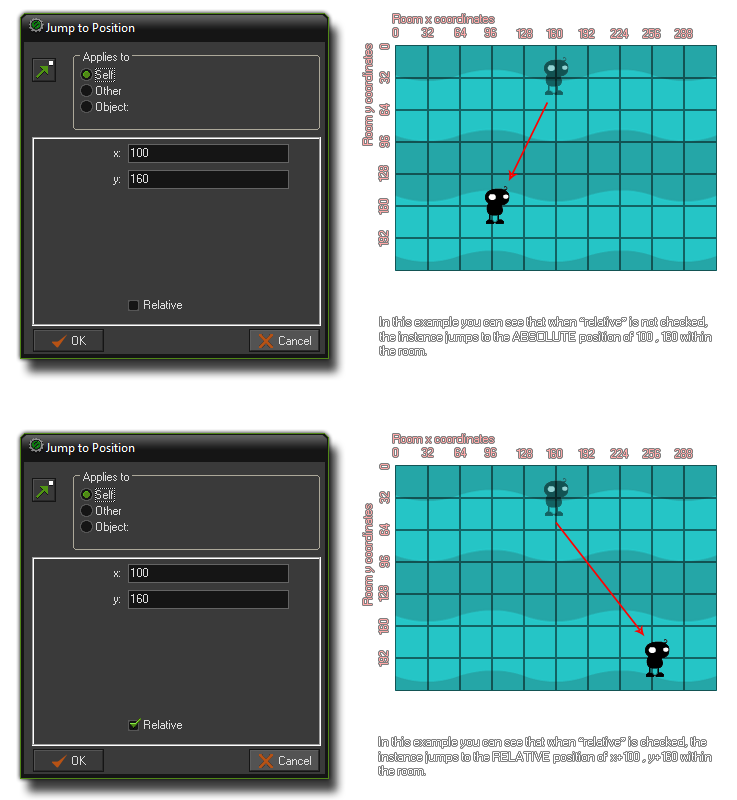 Jump to Position
Applies to
Self
Other
Object:
x: 100
y: 160
Relative
OK
Cancel
Room x coordinates
0 32 64 96 128 160 192 224 256 288
Room y coordinates
0
32
64
96
128
160
192
In this example you can see that when "relative" is not checked,
the instance jumps to the ABSOLUTE position of 100 , 160 within
the room.
Jump to Position
Applies to
Self
Other
Object:
x: 100
y: 160
Relative
OK
Cancel
Room x coordinates
0 32 64 96 128 160 192 224 256 288
Room y coordinates
0
32
64
96
128
160
192
In this example you can see that when "relative" is checked, the
instance jumps to the RELATIVE position of x+100 , y+160 within
the room.